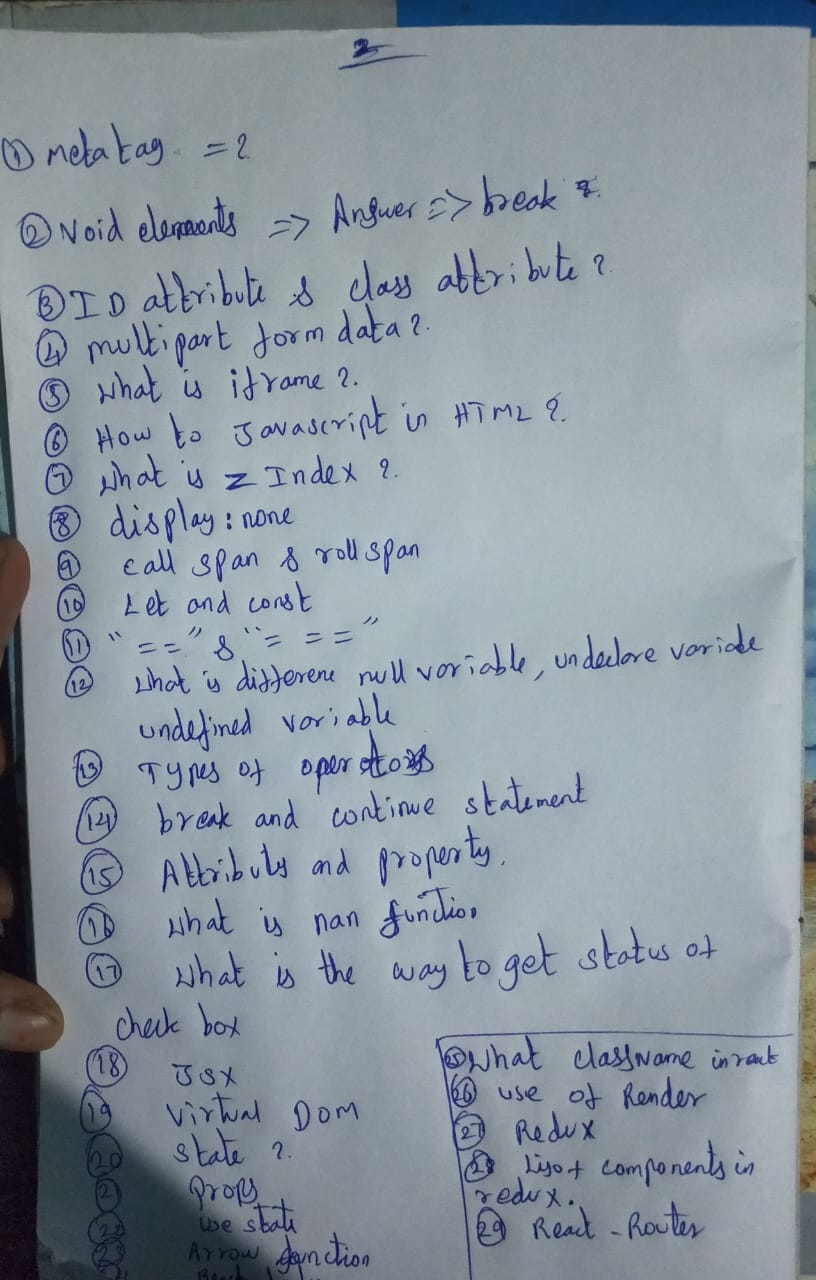 2
① meta tag = ?
② Void elements => Answer => break ?
③ ID attribute & class attribute ?
④ multipart form data ?.
⑤ what is iframe ?.
⑥ How to Javascript in HTML ?
⑦ what is z Index ?.
⑧ display : none
⑨ call span & roll span
⑩ Let and const
⑪ "==" & "==="
⑫ what is differene null variable, undeclare variable
undefined variable
⑬ Types of operators
⑭ break and continue statement
⑮ Attributs and property.
⑯ what is nan function
⑰ what is the way to get status of
check box
⑱ JSX
⑲ Virtual Dom
⑳ state ?.
㉑ props
㉒ use state
㉓ Arrow function
㉕ What className in reat
㉖ use of Render
㉗ Redux
㉘ List components in
redux.
㉙ React - Router